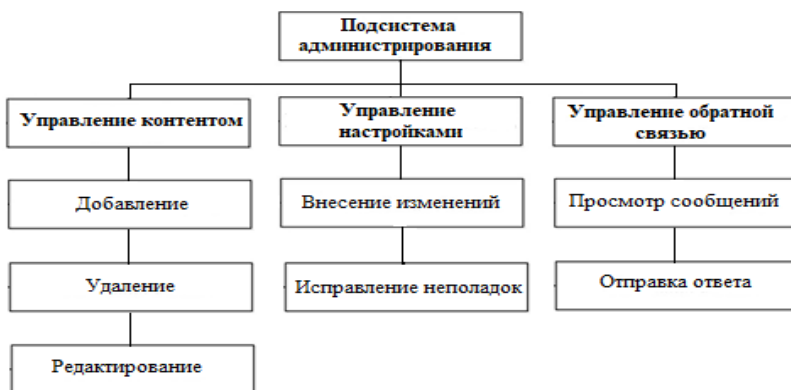 Подсистема
администрирования
Управление контентом
Управление
настройками
Управление обратной
связью
Добавление
Внесение изменений
Просмотр сообщений
Удаление
Исправление неполадок
Отправка ответа
Редактирование